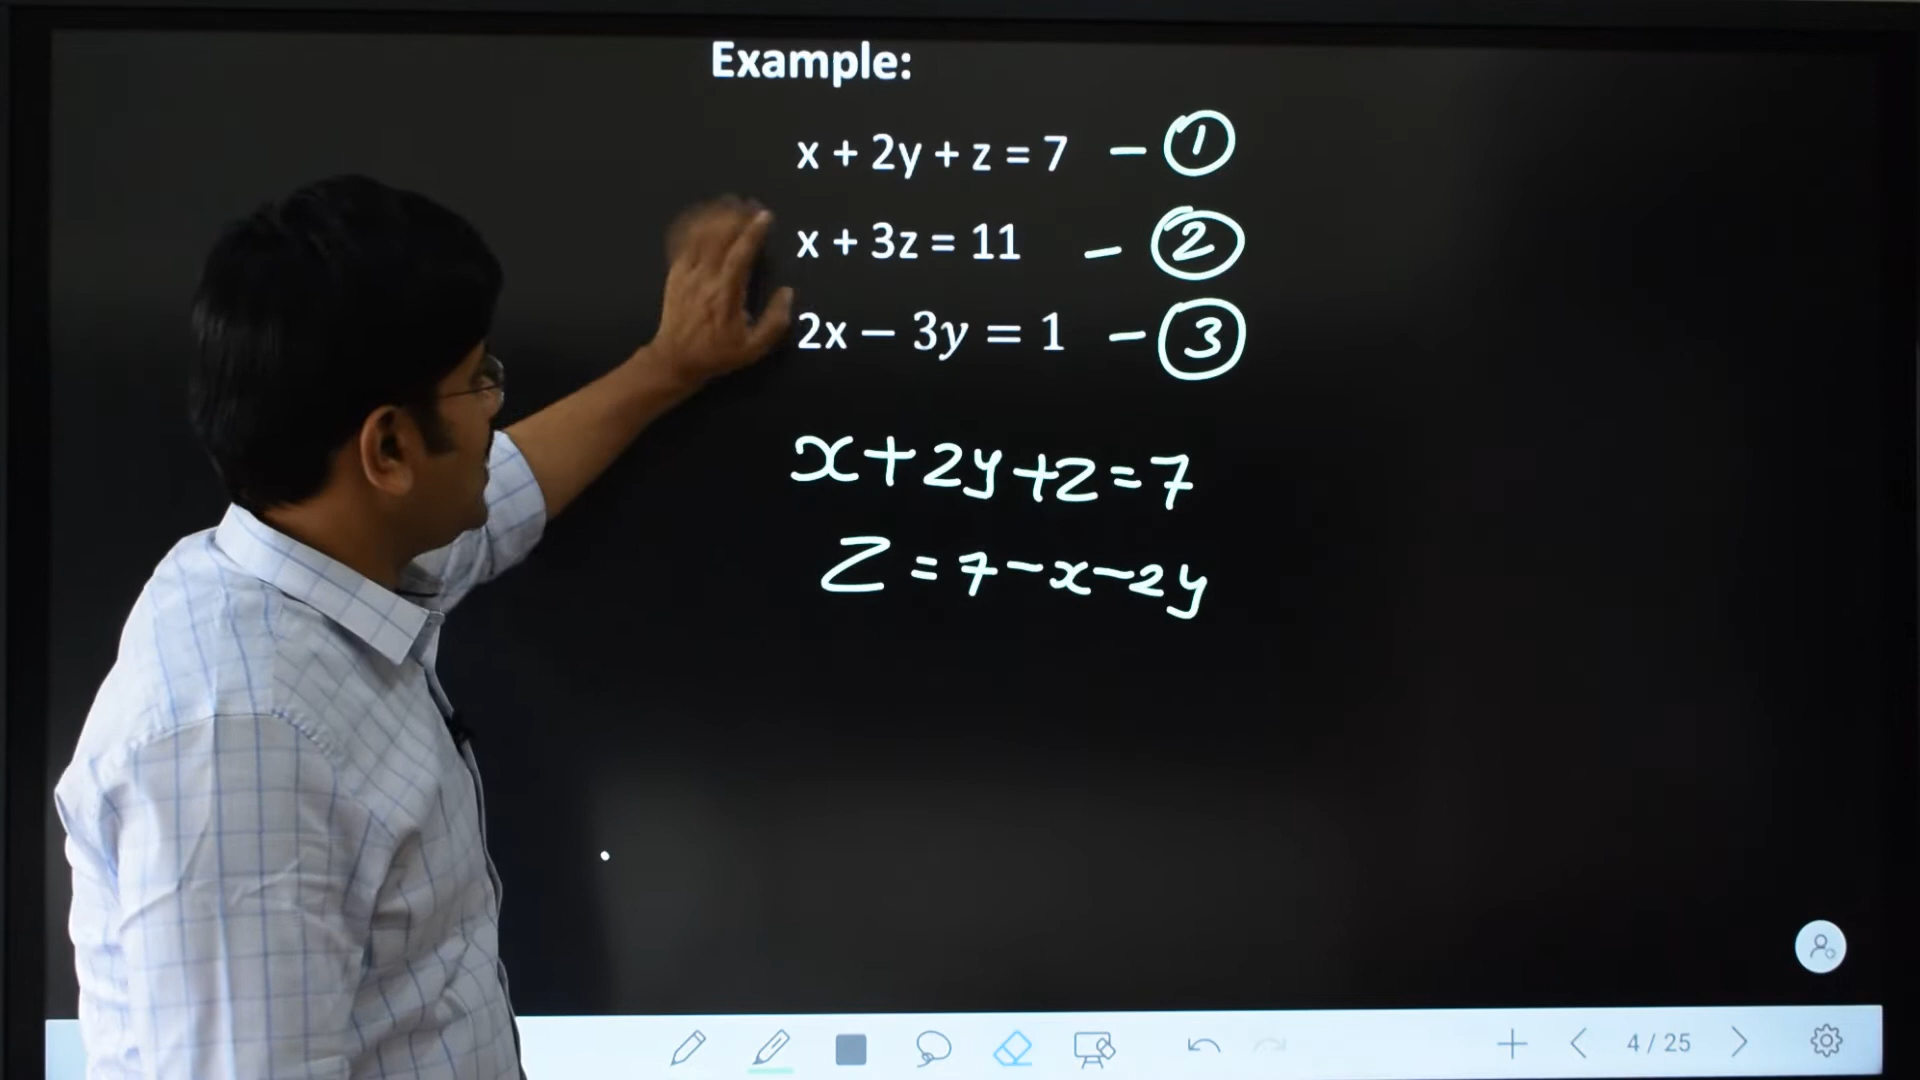 Example:
x + 2y + z = 7 – ①
x + 3z = 11 – ②
2x – 3y = 1 – ③
x+2y+z=7
z=7-x-2y
4 / 25